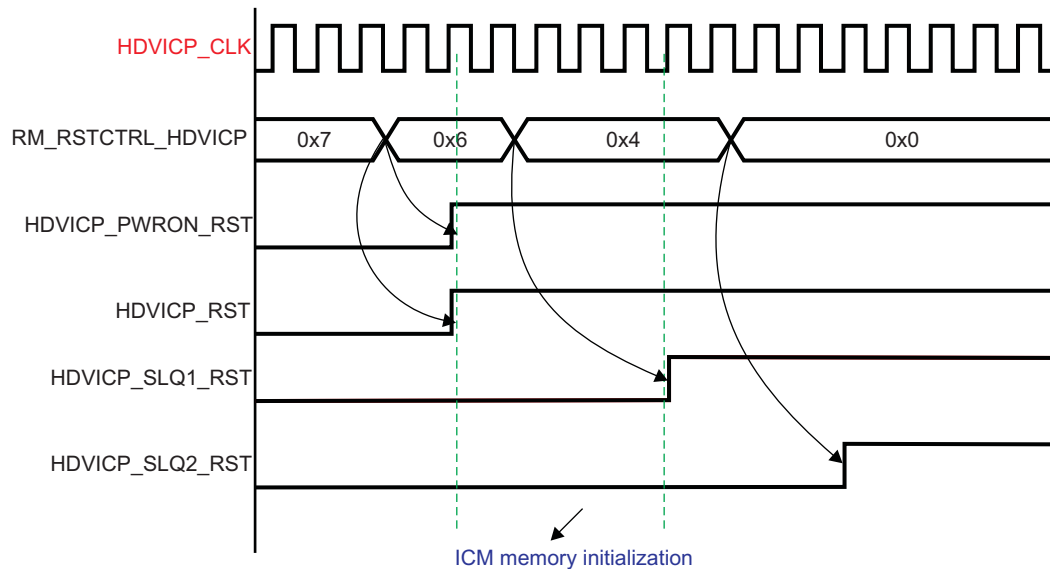 HDVICP_CLK
RM_RSTCTRL_HDVICP
0x7
0x6
0x4
0x0
HDVICP_PWRON_RST
HDVICP_RST
HDVICP_SLQ1_RST
HDVICP_SLQ2_RST
ICM memory initialization